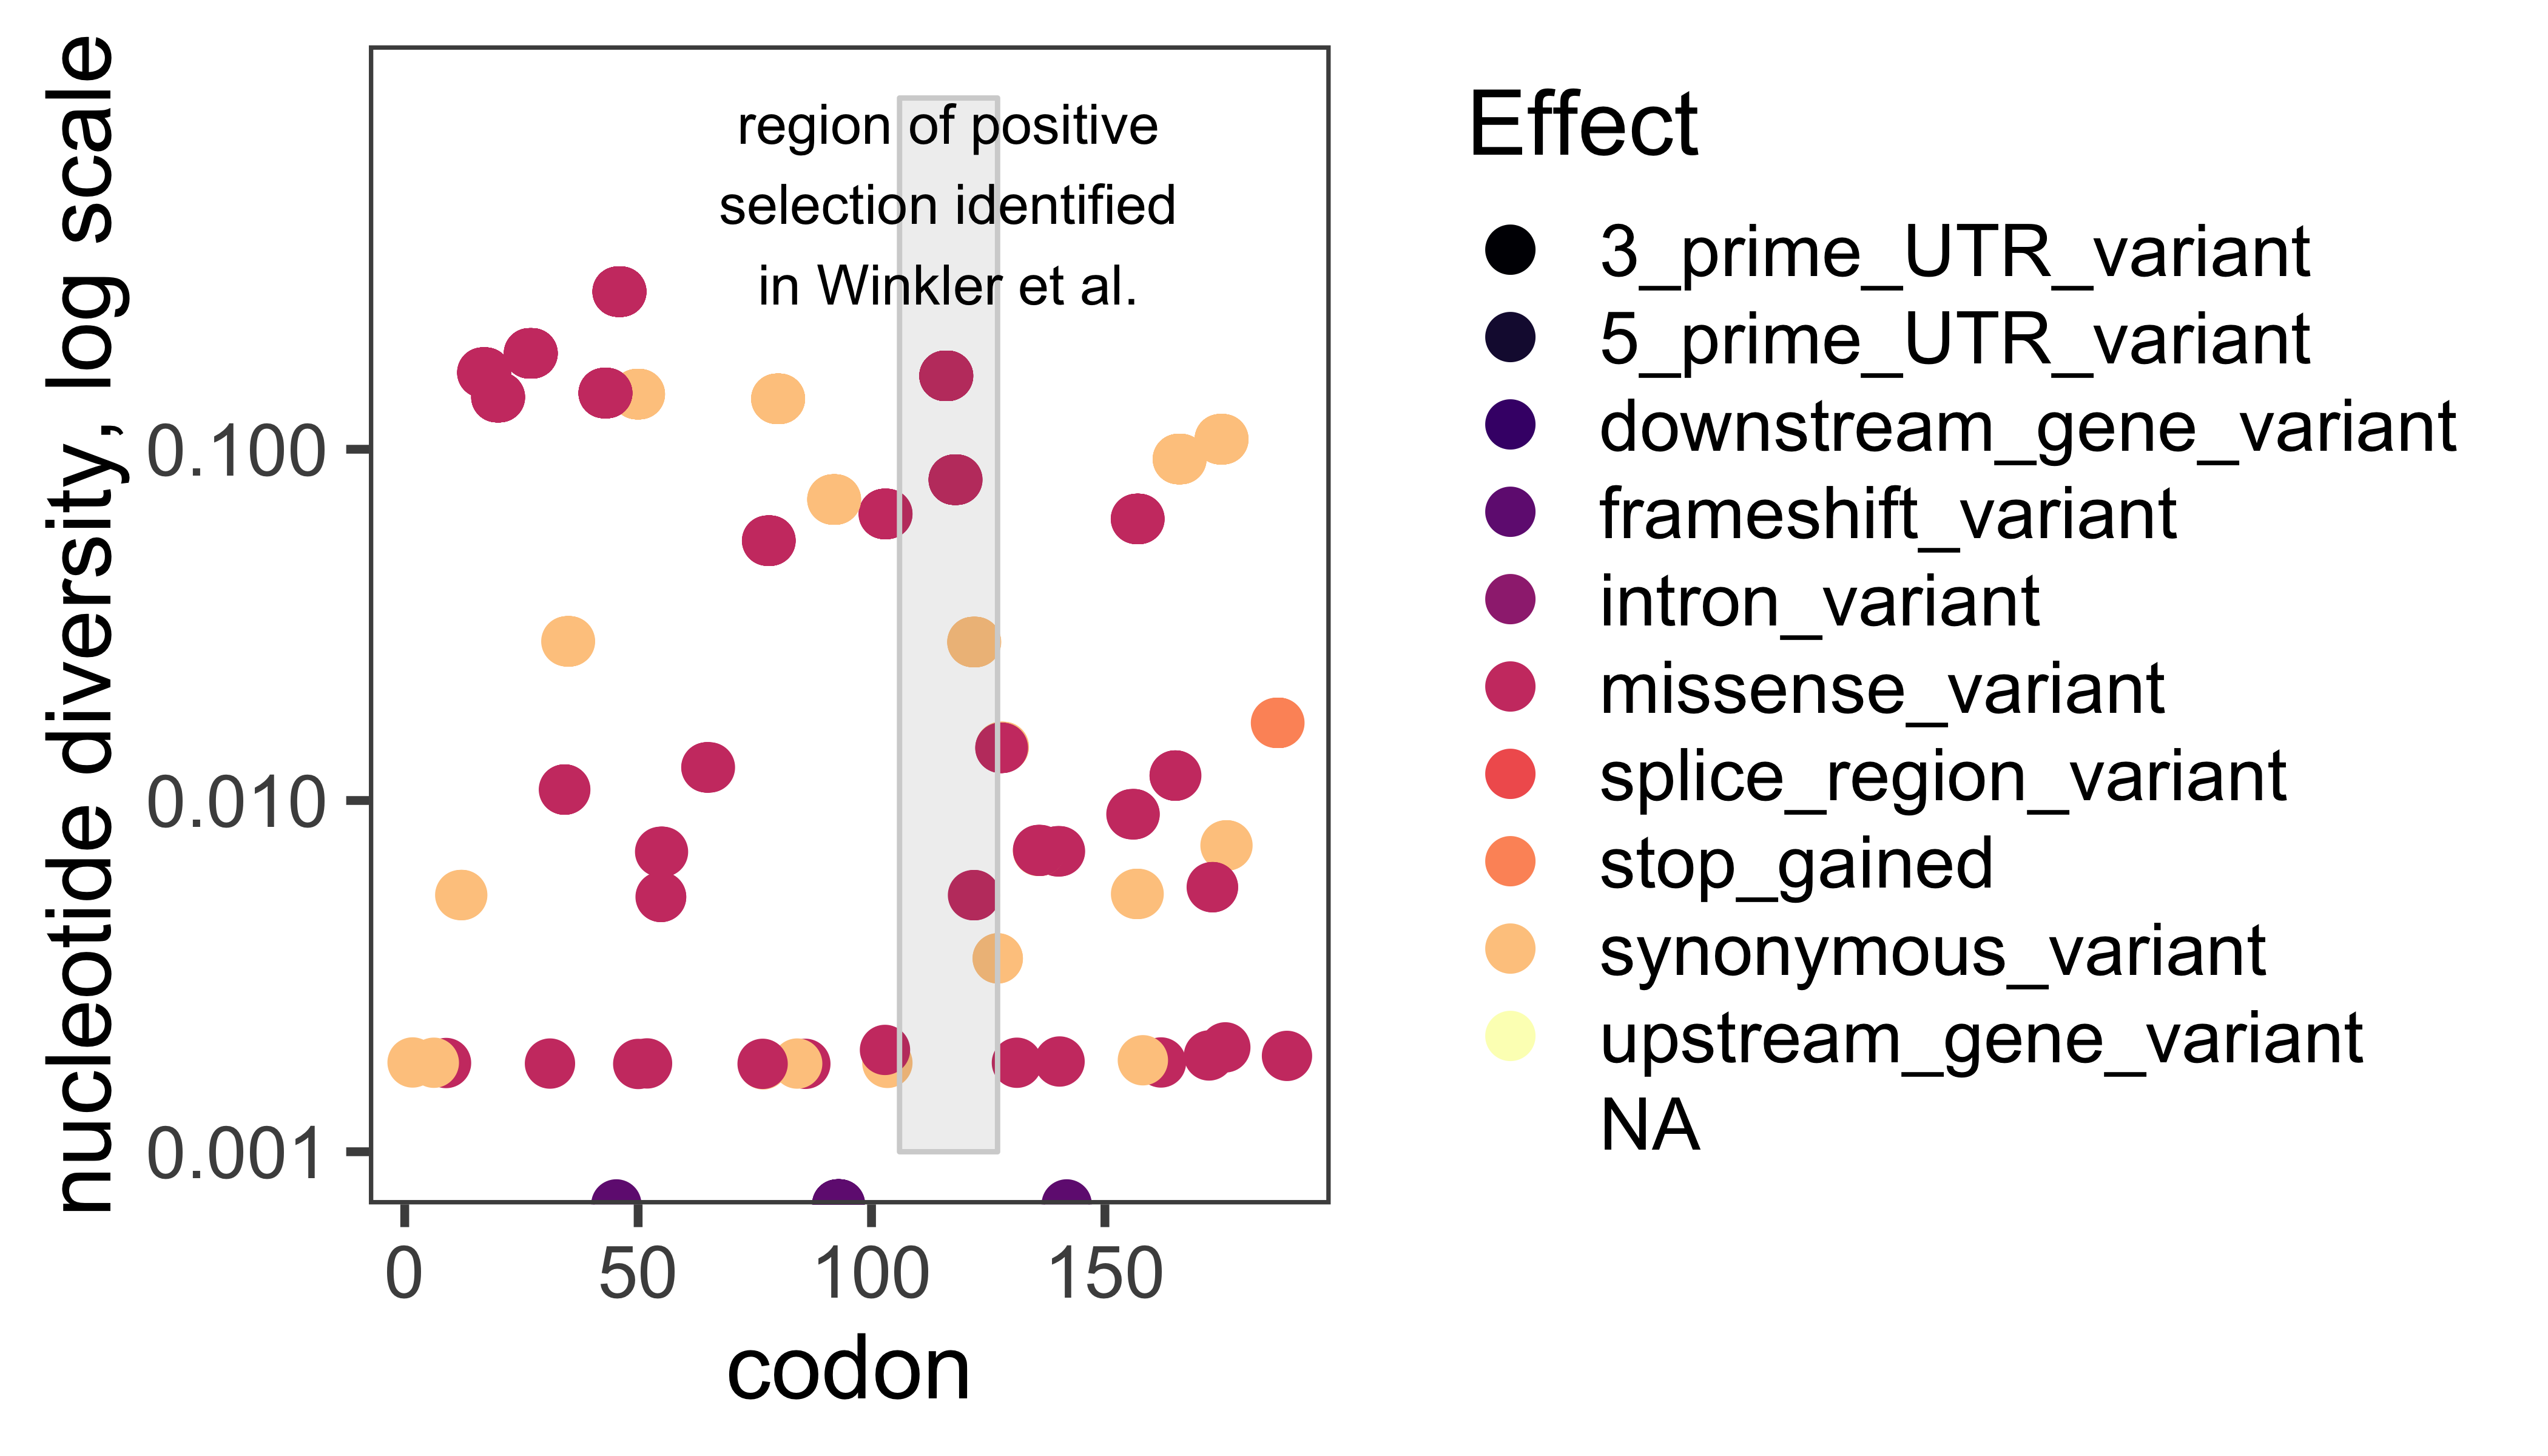 nucleotide diversity, log scale
0.100
0.010
0.001
region of positive
selection identified
in Winkler et al.
0 50 100 150
codon
Effect
3_prime_UTR_variant
5_prime_UTR_variant
downstream_gene_variant
frameshift_variant
intron_variant
missense_variant
splice_region_variant
stop_gained
synonymous_variant
upstream_gene_variant
NA